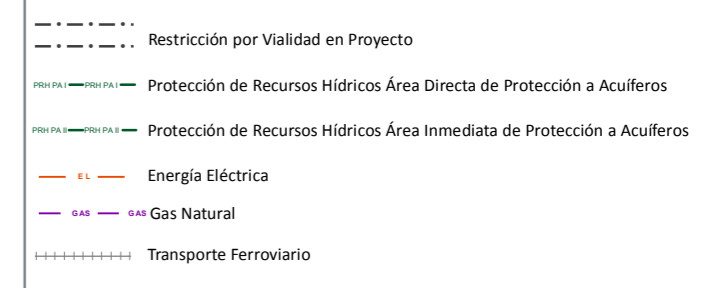 Restricción por Vialidad en Proyecto
PRH PA I PRH PA I Protección de Recursos Hídricos Área Directa de Protección a Acuíferos
PRH PA II PRH PA II Protección de Recursos Hídricos Área Inmediata de Protección a Acuíferos
EL Energía Eléctrica
GAS GAS Gas Natural
Transporte Ferroviario